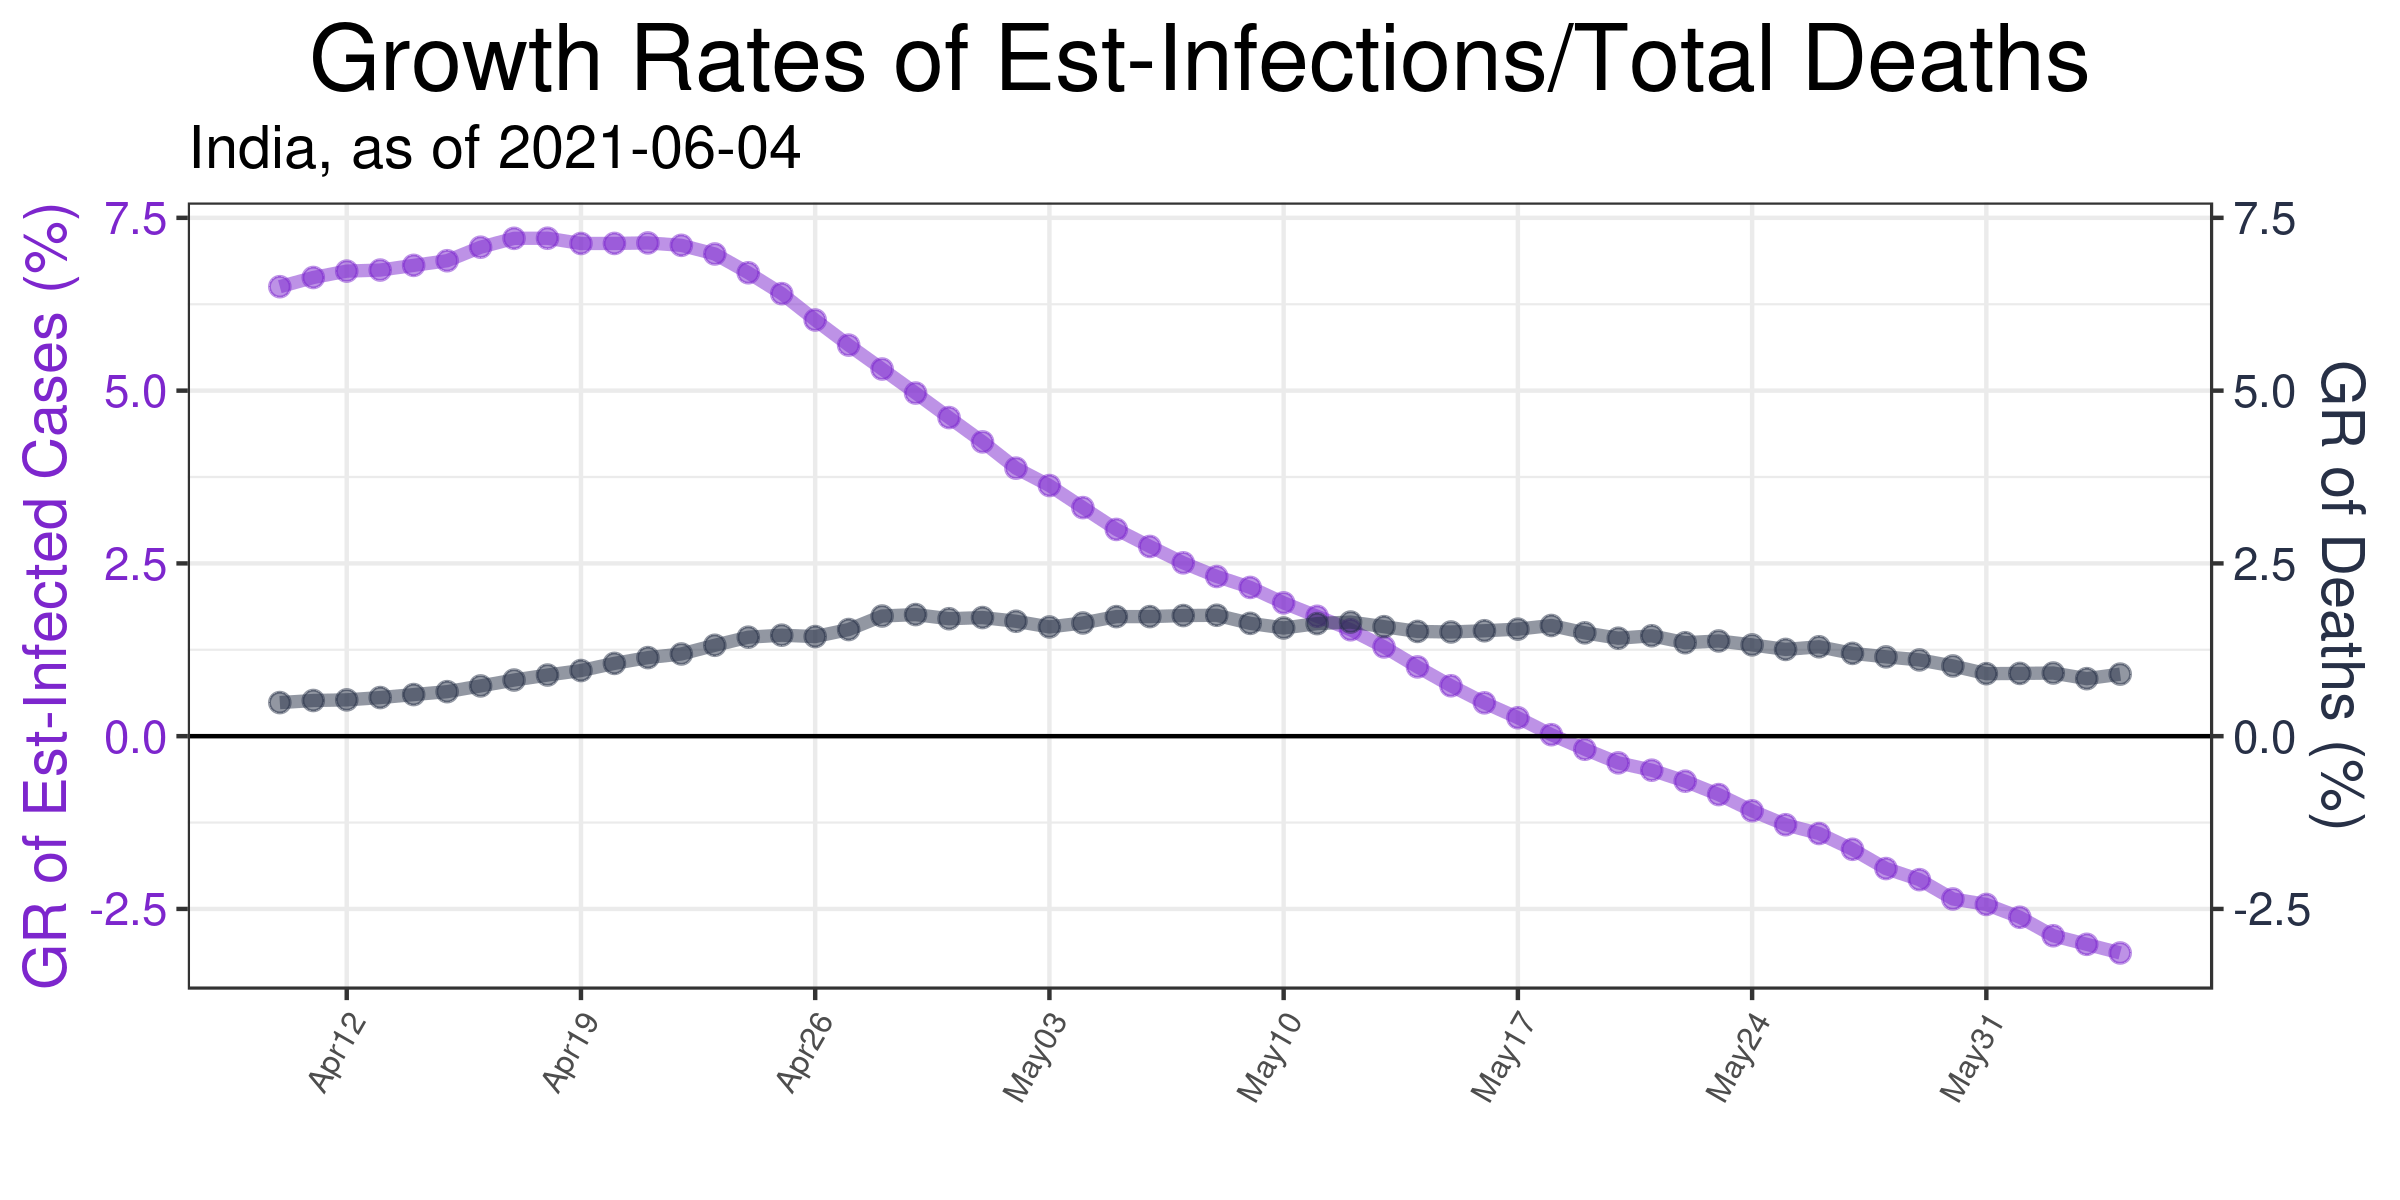 Growth Rates of Est-Infections/Total Deaths
India, as of 2021-06-04
GR of Est-Infected Cases (%)
7.5
5.0
2.5
0.0
-2.5
7.5
5.0
2.5
0.0
-2.5
GR of Deaths (%)
Apr12
Apr19
Apr26
May03
May10
May17
May24
May31